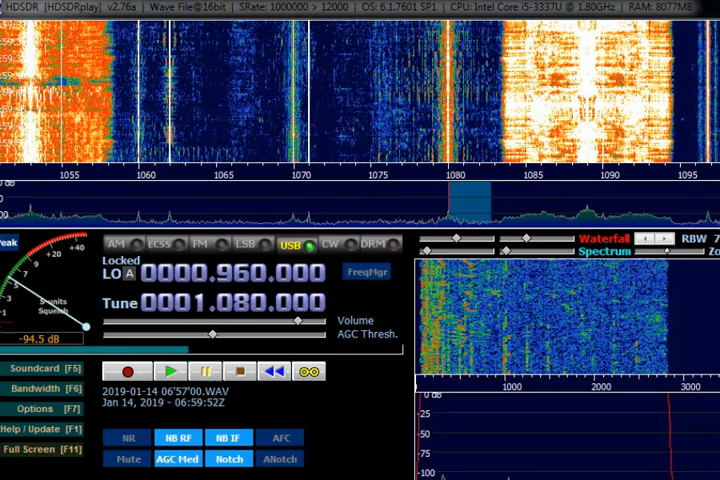 HDSDR [HDSDRplay] v2.76a | Wave File@16bit | SRate: 1000000 > 12000 | OS: 6.1.7601 SP1 | CPU: Intel Core i5-3337U @ 1.80GHz | RAM: 8077MB
1055 1060 1065 1070 1075 1080 1085 1090 1095
0 dB
Peak
+20 +40
AM ECSS FM LSB USB CW DRM
Waterfall RBW 7
Spectrum Zo
Locked
LO A 0000.960.000
FreqMgr
Tune 0001.080.000
S-units
Squelch
Volume
AGC Thresh.
-94.5 dB
Soundcard [F5]
Bandwidth [F6]
Options [F7]
Help / Update [F1]
Full Screen [F11]
2019-01-14 06'57'00.WAV
Jan 14, 2019 - 06:59:52Z
NR NB RF NB IF AFC
Mute AGC Med Notch ANotch
1000 2000 3000
0 dB
-25
-50
-75
-100